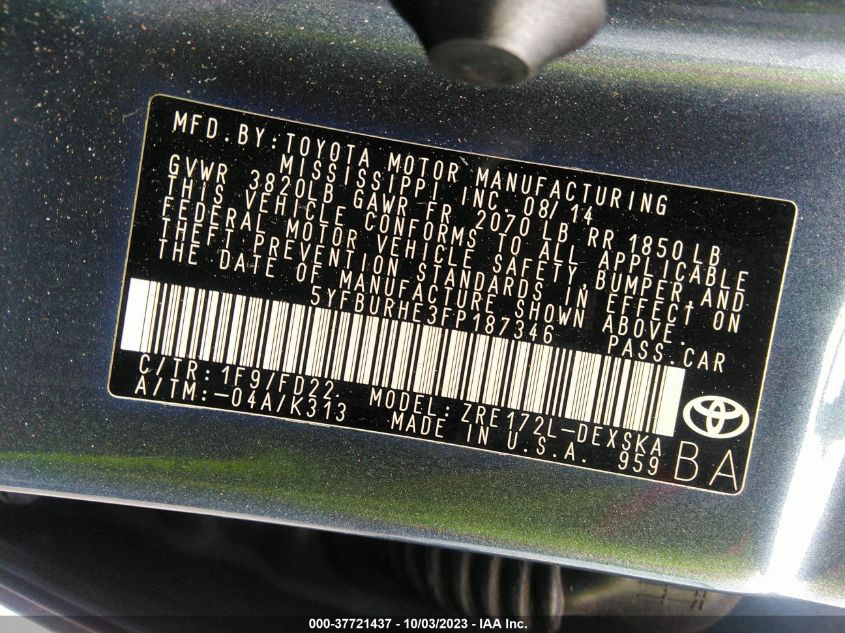 MFD.BY:TOYOTA MOTOR MANUFACTURING
MISSISSIPPI INC 08/14
GVWR 3820LB GAWR FR 2070 LB RR 1850LB
THIS VEHICLE CONFORMS TO ALL APPLICABLE
FEDERAL MOTOR VEHICLE SAFETY,BUMPER,AND
THEFT PREVENTION STANDARDS IN EFFECT ON
THE DATE OF MANUFACTURE SHOWN ABOVE.
5YFBURHE3FP187346 PASS.CAR
C/TR:1F9/FD22. MODEL:ZRE172L-DEXSKA
A/TM:-04A/K313 MADE IN U.S.A. 959
BA
000-37721437 - 10/03/2023 - IAA Inc.